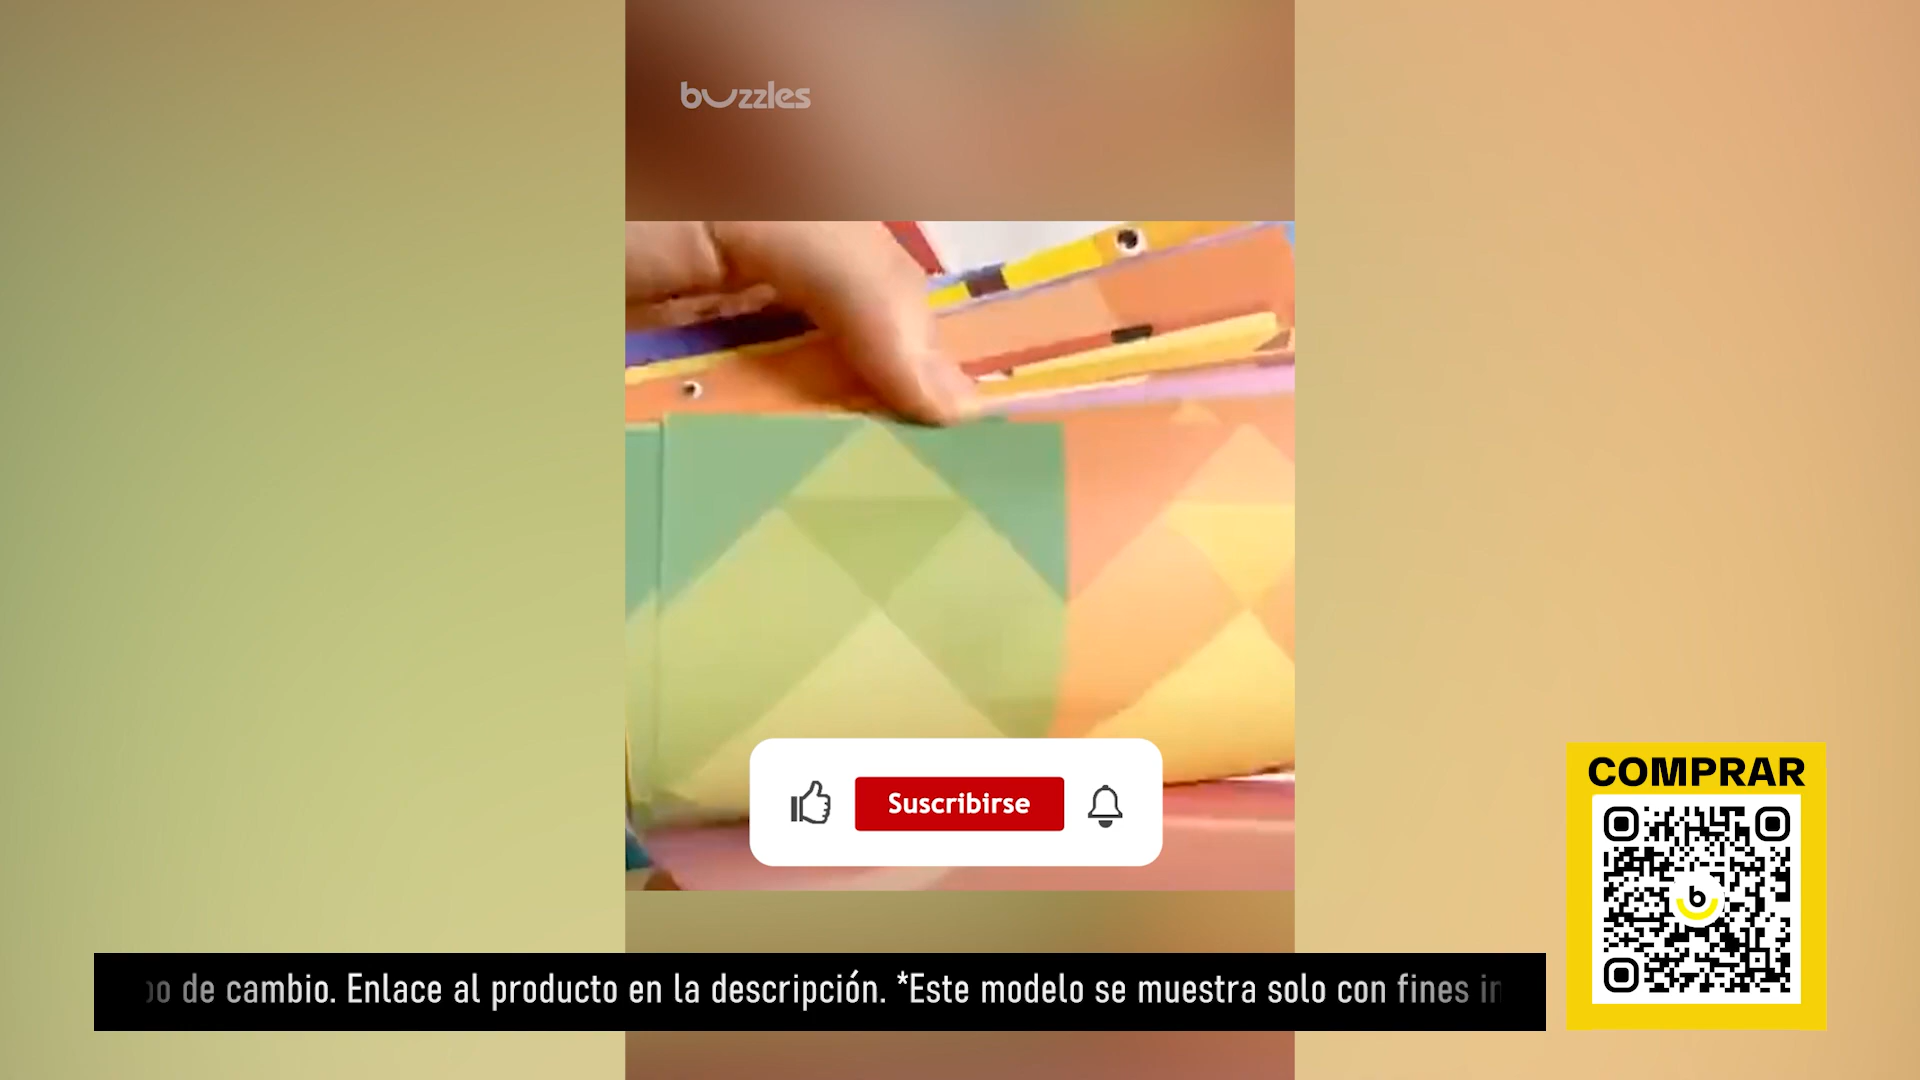 buzzles
Suscribirse
COMPRAR
b
de cambio. Enlace al producto en la descripción. *Este modelo se muestra solo con fines